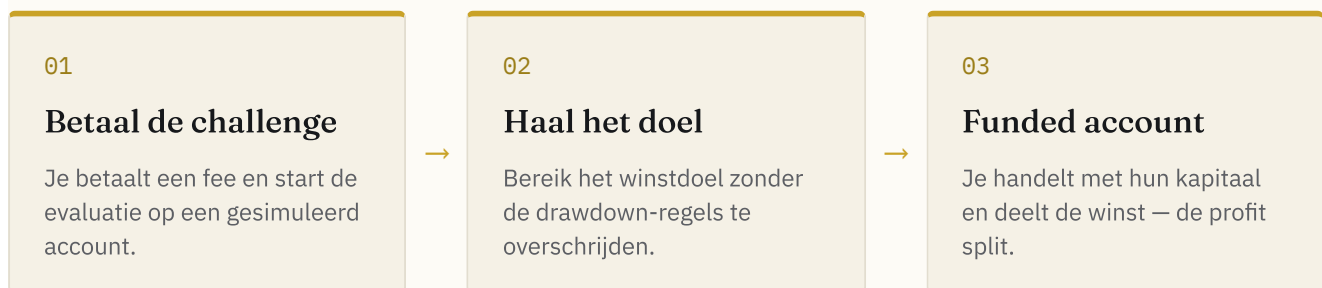 01
Betaal de challenge
Je betaalt een fee en start de
evaluatie op een gesimuleerd
account.
→
02
Haal het doel
Bereik het winstdoel zonder
de drawdown-regels te
overschrijden.
→
03
Funded account
Je handelt met hun kapitaal
en deelt de winst — de profit
split.